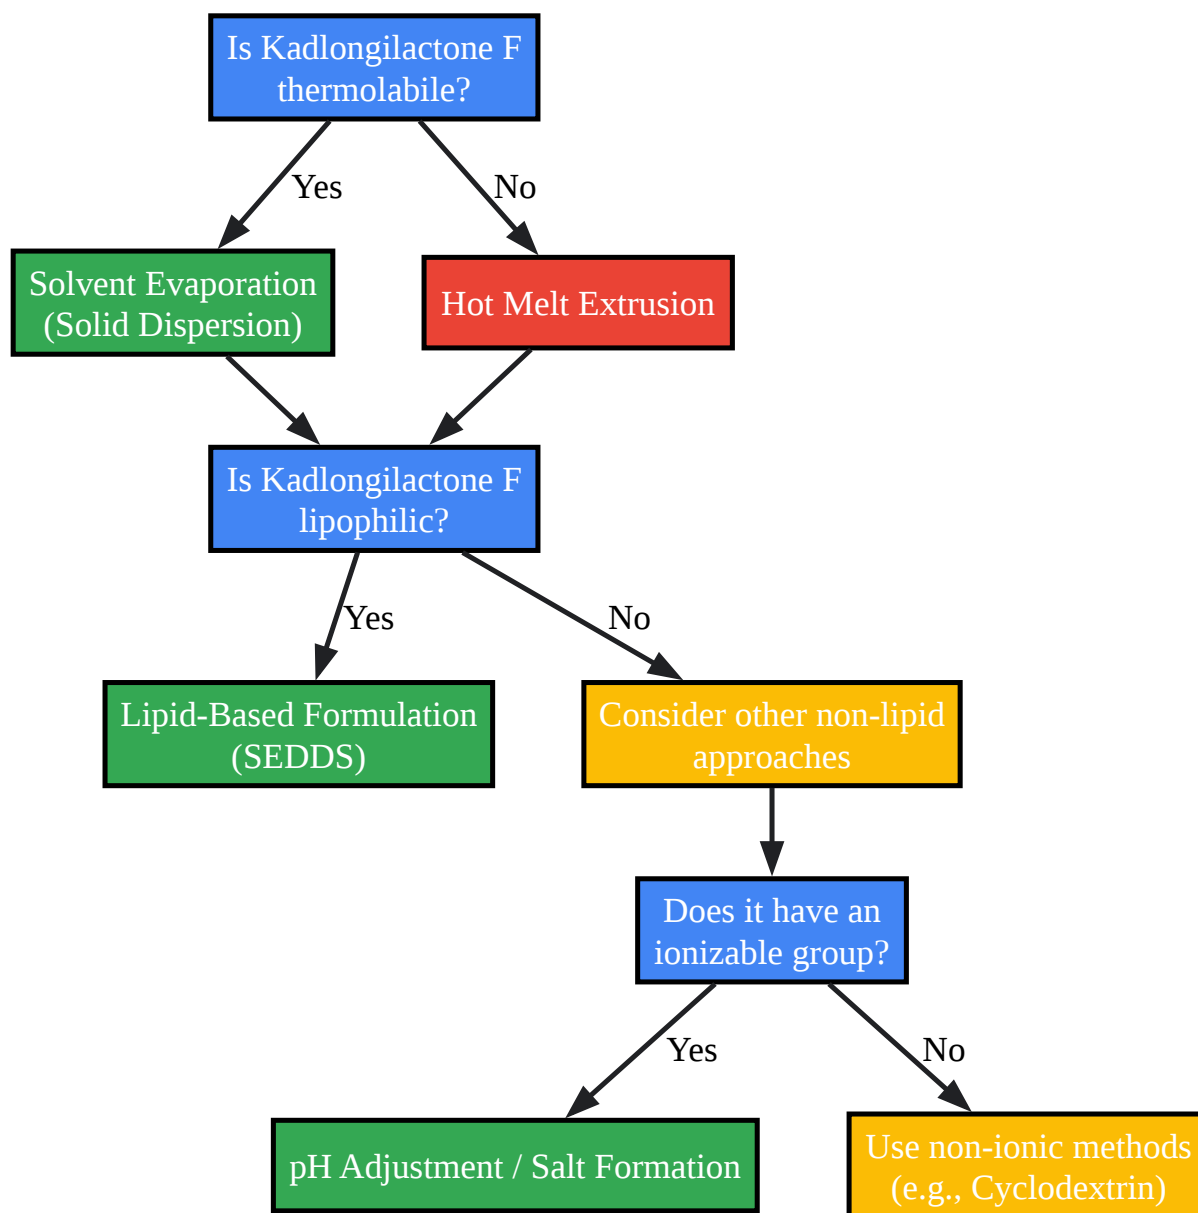 Is Kadlongilactone F
thermolabile?
Yes
No
Solvent Evaporation
(Solid Dispersion)
Hot Melt Extrusion
Is Kadlongilactone F
lipophilic?
Yes
No
Lipid-Based Formulation
(SEDDS)
Consider other non-lipid
approaches
Does it have an
ionizable group?
Yes
No
pH Adjustment / Salt Formation
Use non-ionic methods
(e.g., Cyclodextrin)